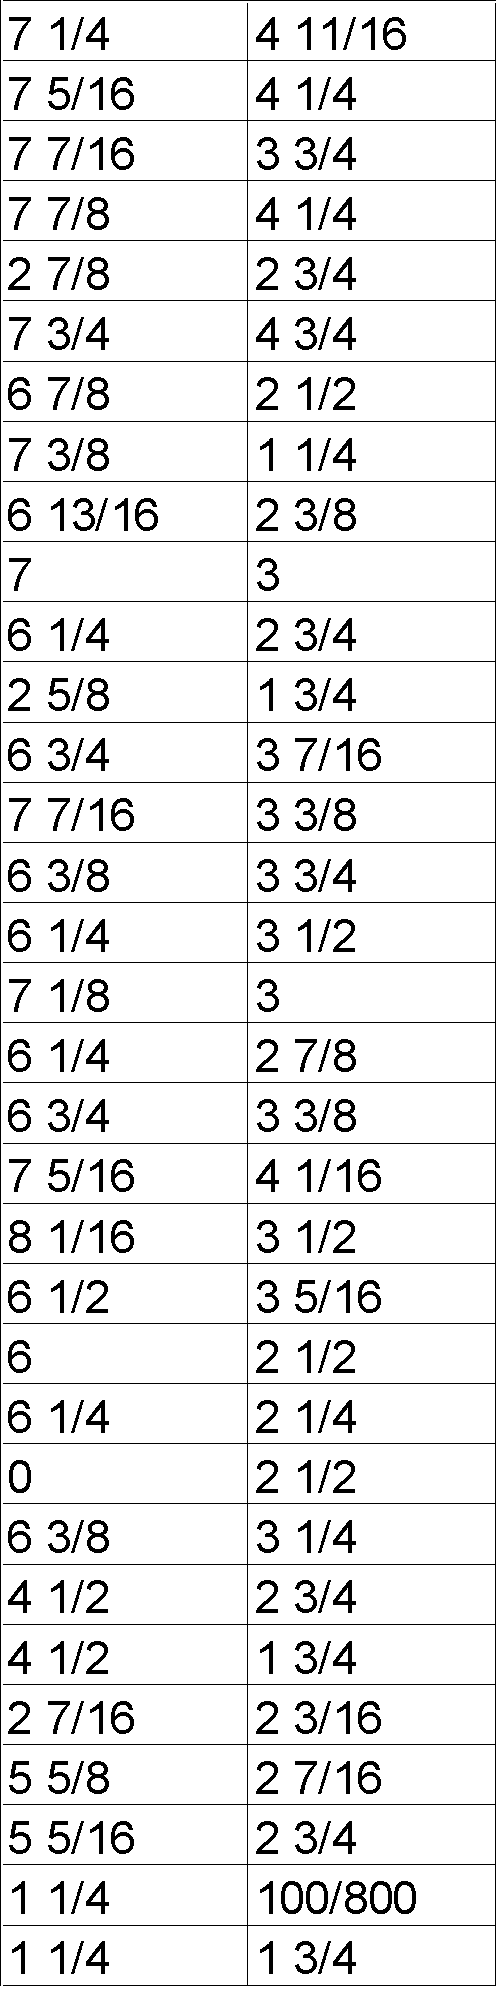 7 1/4 4 11/16
7 5/16 4 1/4
7 7/16 3 3/4
7 7/8 4 1/4
2 7/8 2 3/4
7 3/4 4 3/4
6 7/8 2 1/2
7 3/8 1 1/4
6 13/16 2 3/8
7 3
6 1/4 2 3/4
2 5/8 1 3/4
6 3/4 3 7/16
7 7/16 3 3/8
6 3/8 3 3/4
6 1/4 3 1/2
7 1/8 3
6 1/4 2 7/8
6 3/4 3 3/8
7 5/16 4 1/16
8 1/16 3 1/2
6 1/2 3 5/16
6 2 1/2
6 1/4 2 1/4
0 2 1/2
6 3/8 3 1/4
4 1/2 2 3/4
4 1/2 1 3/4
2 7/16 2 3/16
5 5/8 2 7/16
5 5/16 2 3/4
1 1/4 100/800
1 1/4 1 3/4